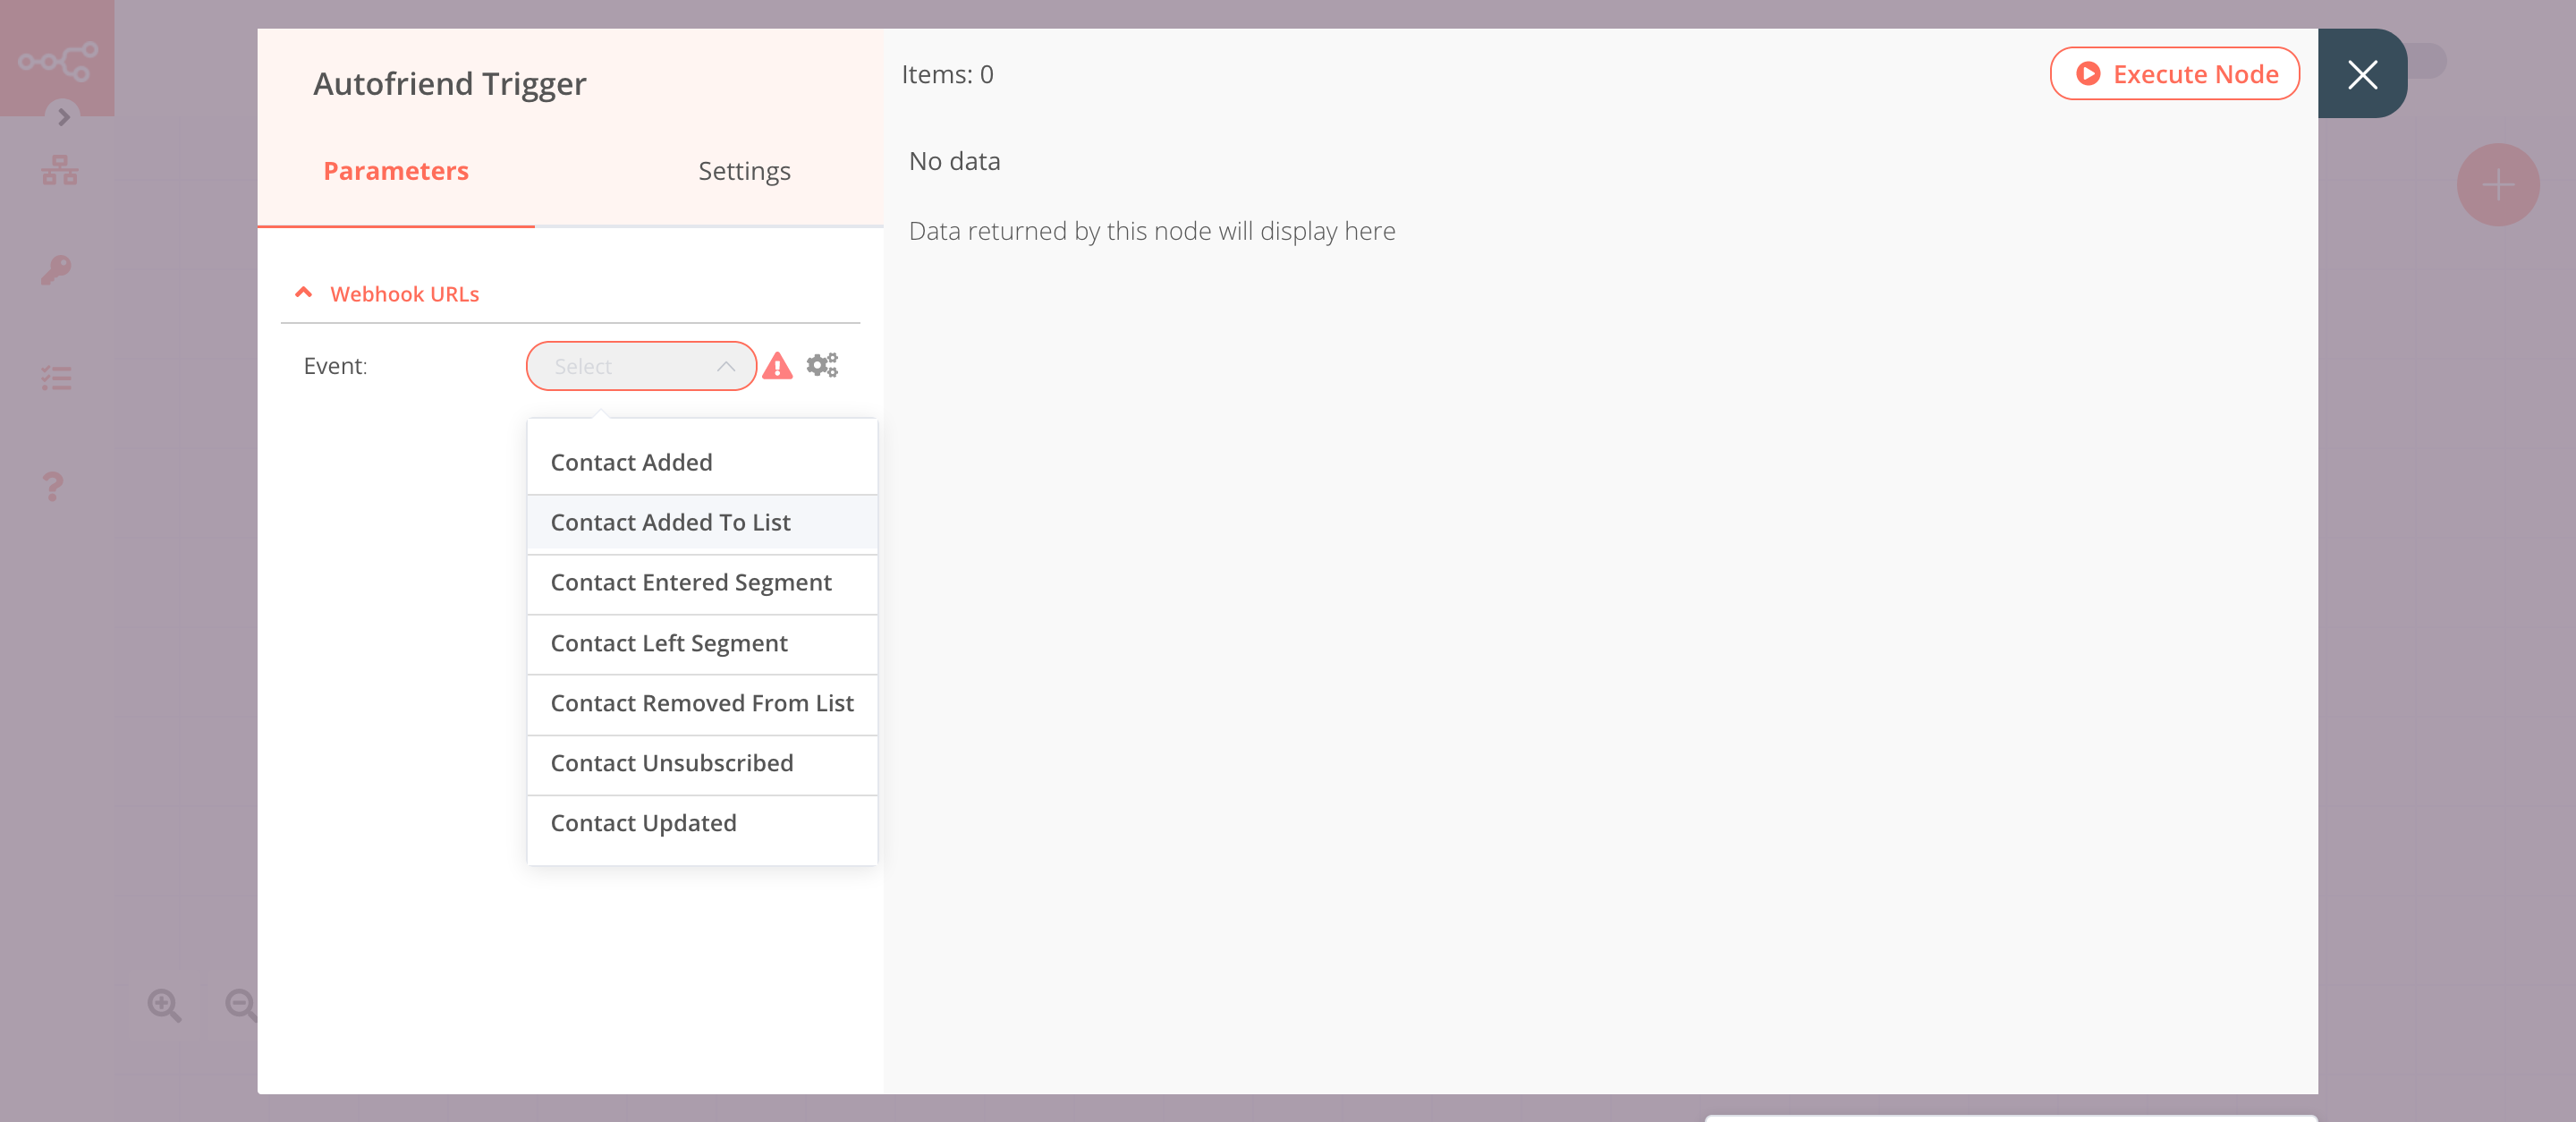 Autofriend Trigger
Parameters
Settings
Webhook URLs
Event:
Select
Contact Added
Contact Added To List
Contact Entered Segment
Contact Left Segment
Contact Removed From List
Contact Unsubscribed
Contact Updated
Items: 0
Execute Node
No data
Data returned by this node will display here